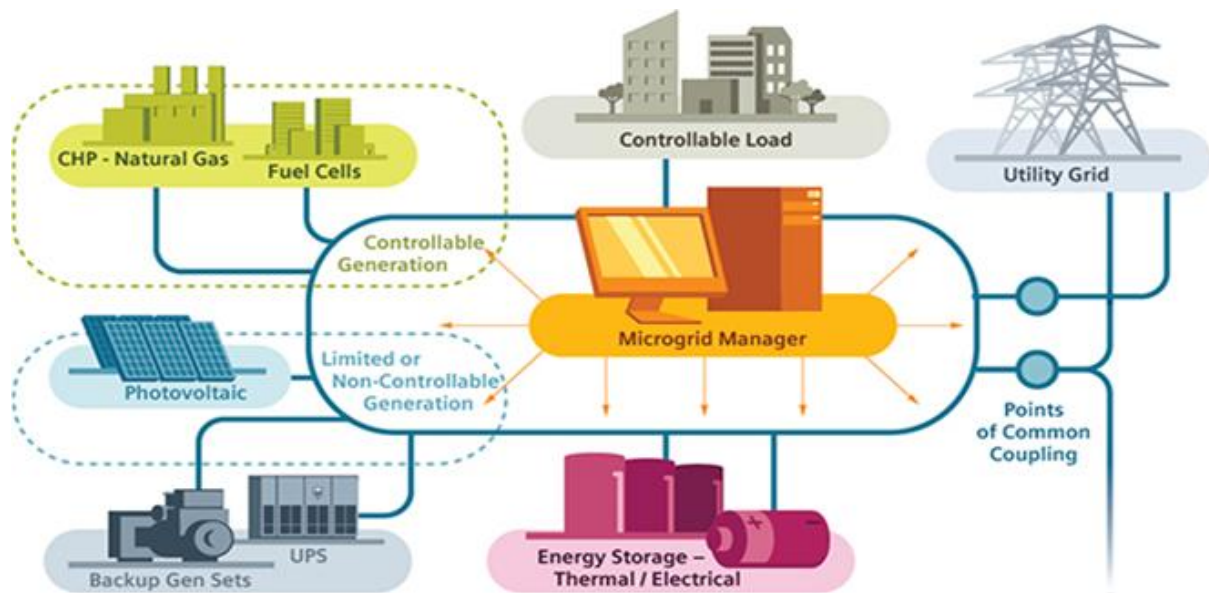 CHP - Natural Gas
Fuel Cells
Controllable Load
Utility Grid
Controllable
Generation
Microgrid Manager
Photovoltaic
Limited or
Non-Controllable
Generation
Points
of Common
Coupling
Backup Gen Sets
UPS
Energy Storage –
Thermal / Electrical
+
-